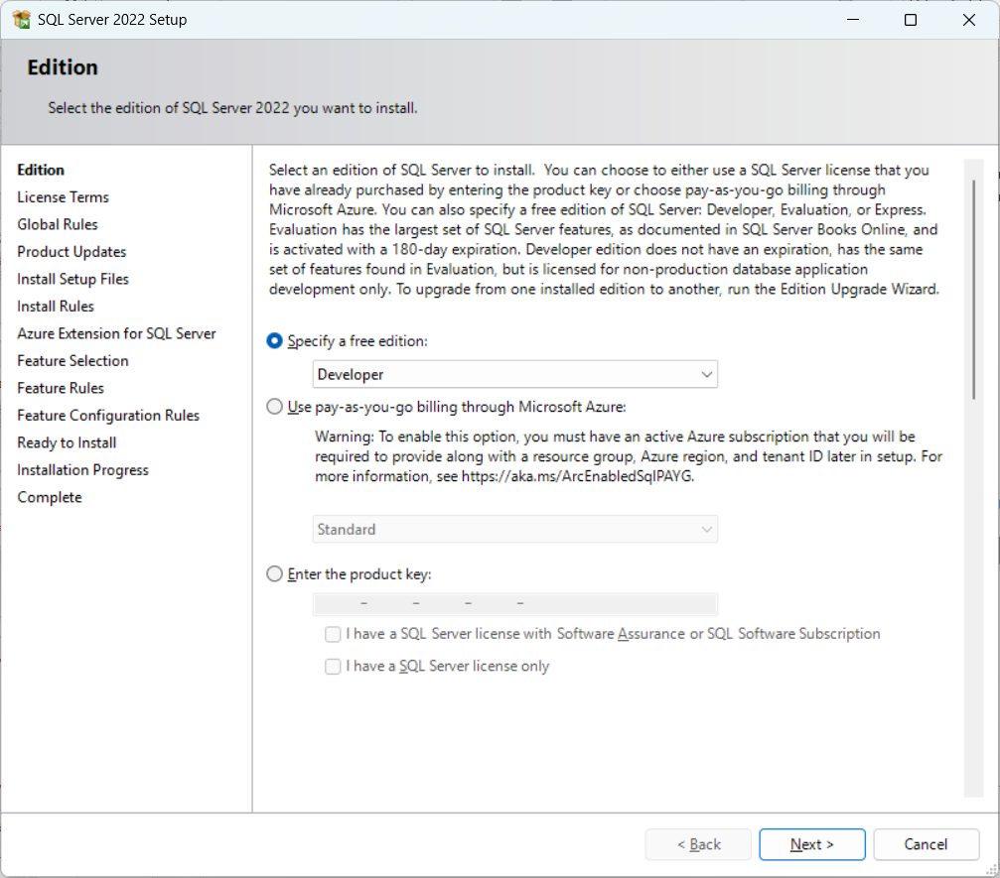 SQL Server 2022 Setup
Edition
Select the edition of SQL Server 2022 you want to install.
Edition
License Terms
Global Rules
Product Updates
Install Setup Files
Install Rules
Azure Extension for SQL Server
Feature Selection
Feature Rules
Feature Configuration Rules
Ready to Install
Installation Progress
Complete
Select an edition of SQL Server to install.  You can choose to either use a SQL Server license that you
have already purchased by entering the product key or choose pay-as-you-go billing through
Microsoft Azure. You can also specify a free edition of SQL Server: Developer, Evaluation, or Express.
Evaluation has the largest set of SQL Server features, as documented in SQL Server Books Online, and
is activated with a 180-day expiration. Developer edition does not have an expiration, has the same
set of features found in Evaluation, but is licensed for non-production database application
development only. To upgrade from one installed edition to another, run the Edition Upgrade Wizard.
Specify a free edition:
Developer
Use pay-as-you-go billing through Microsoft Azure:
Warning: To enable this option, you must have an active Azure subscription that you will be
required to provide along with a resource group, Azure region, and tenant ID later in setup. For
more information, see https://aka.ms/ArcEnabledSqlPAYG.
Standard
Enter the product key:
– – – –
I have a SQL Server license with Software Assurance or SQL Software Subscription
I have a SQL Server license only
< Back
Next >
Cancel